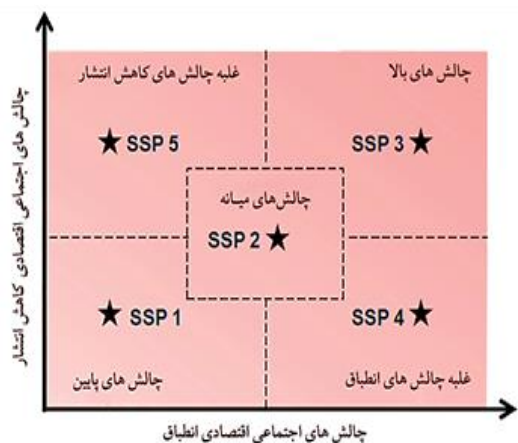 چالش های اجتماعی اقتصادی کاهش انتشار
غلبه چالش های کاهش انتشار
چالش های بالا
SSP 5
SSP 3
چالش‌های میانه
SSP 2
SSP 1
SSP 4
چالش های پایین
غلبه چالش های انطباق
چالش های اجتماعی اقتصادی انطباق